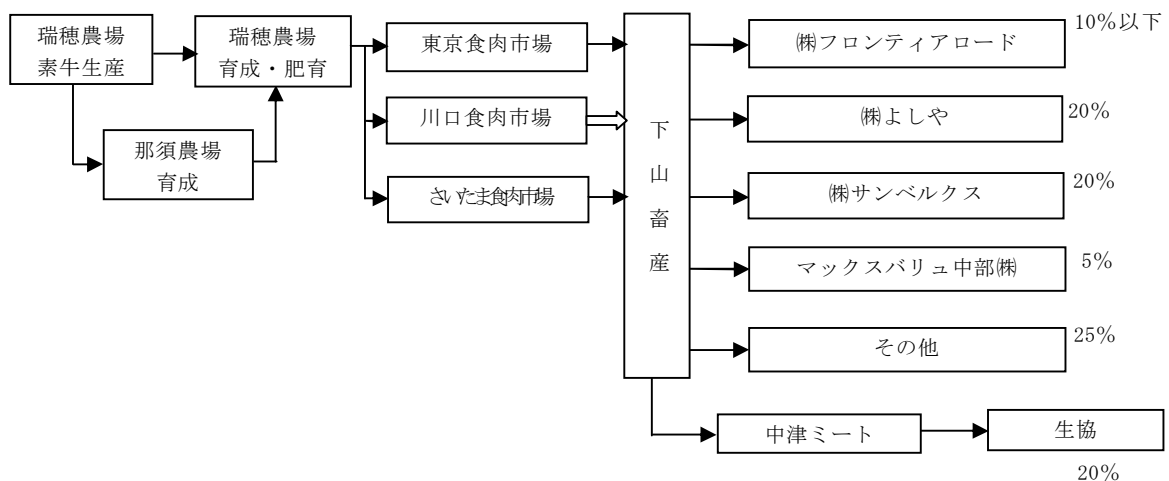 瑞穂農場
素牛生産
瑞穂農場
育成・肥育
那須農場
育成
東京食肉市場
川口食肉市場
さいたま食肉市場
下山畜産
㈱フロンティアロード
10%以下
㈱よしや
20%
㈱サンベルクス
20%
マックスバリュ中部㈱
5%
その他
25%
中津ミート
生協
20%